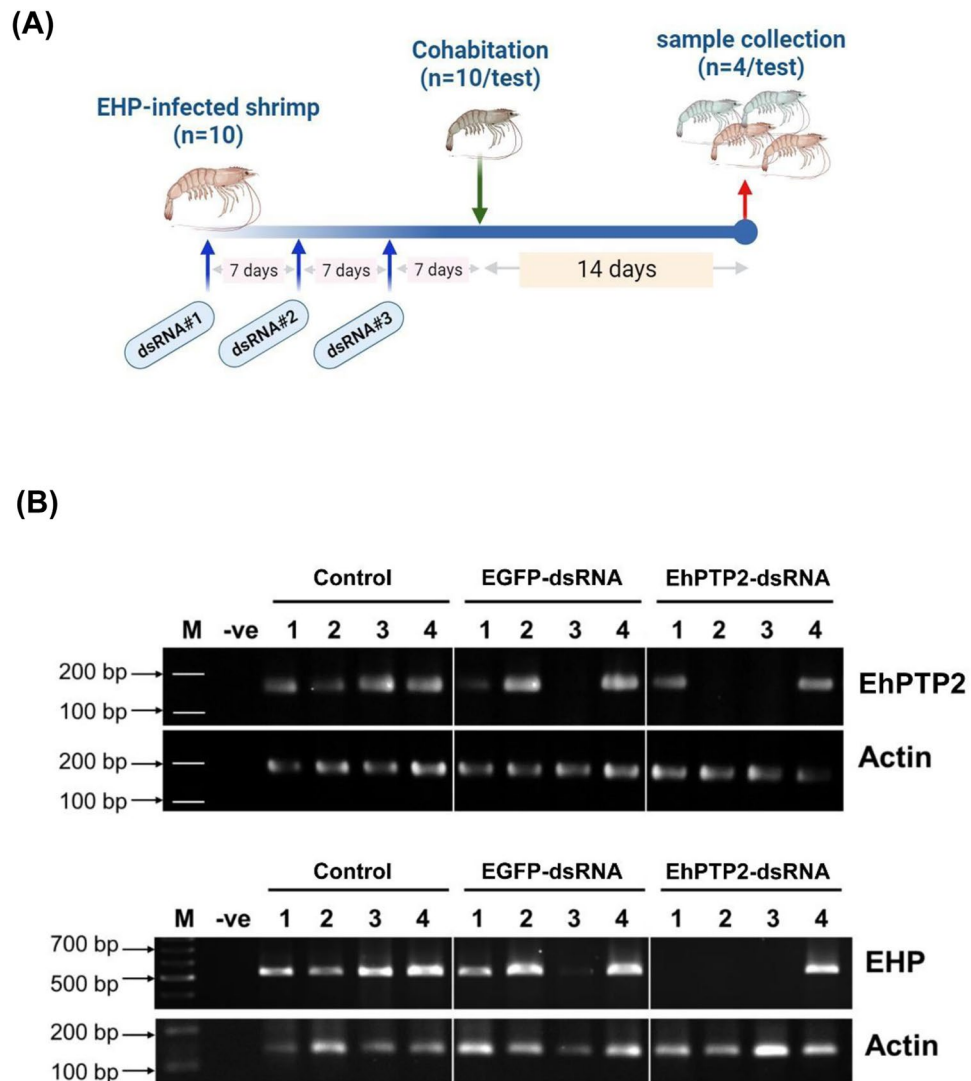 (A)
EHP-infected shrimp
(n=10)
Cohabitation
(n=10/test)
sample collection
(n=4/test)
7 days
7 days
7 days
14 days
dsRNA#1
dsRNA#2
dsRNA#3
(B)
Control EGFP-dsRNA EhPTP2-dsRNA
M -ve 1 2 3 4 1 2 3 4 1 2 3 4
200 bp
100 bp
EhPTP2
200 bp
100 bp
Actin
Control EGFP-dsRNA EhPTP2-dsRNA
M -ve 1 2 3 4 1 2 3 4 1 2 3 4
700 bp
500 bp
EHP
200 bp
100 bp
Actin